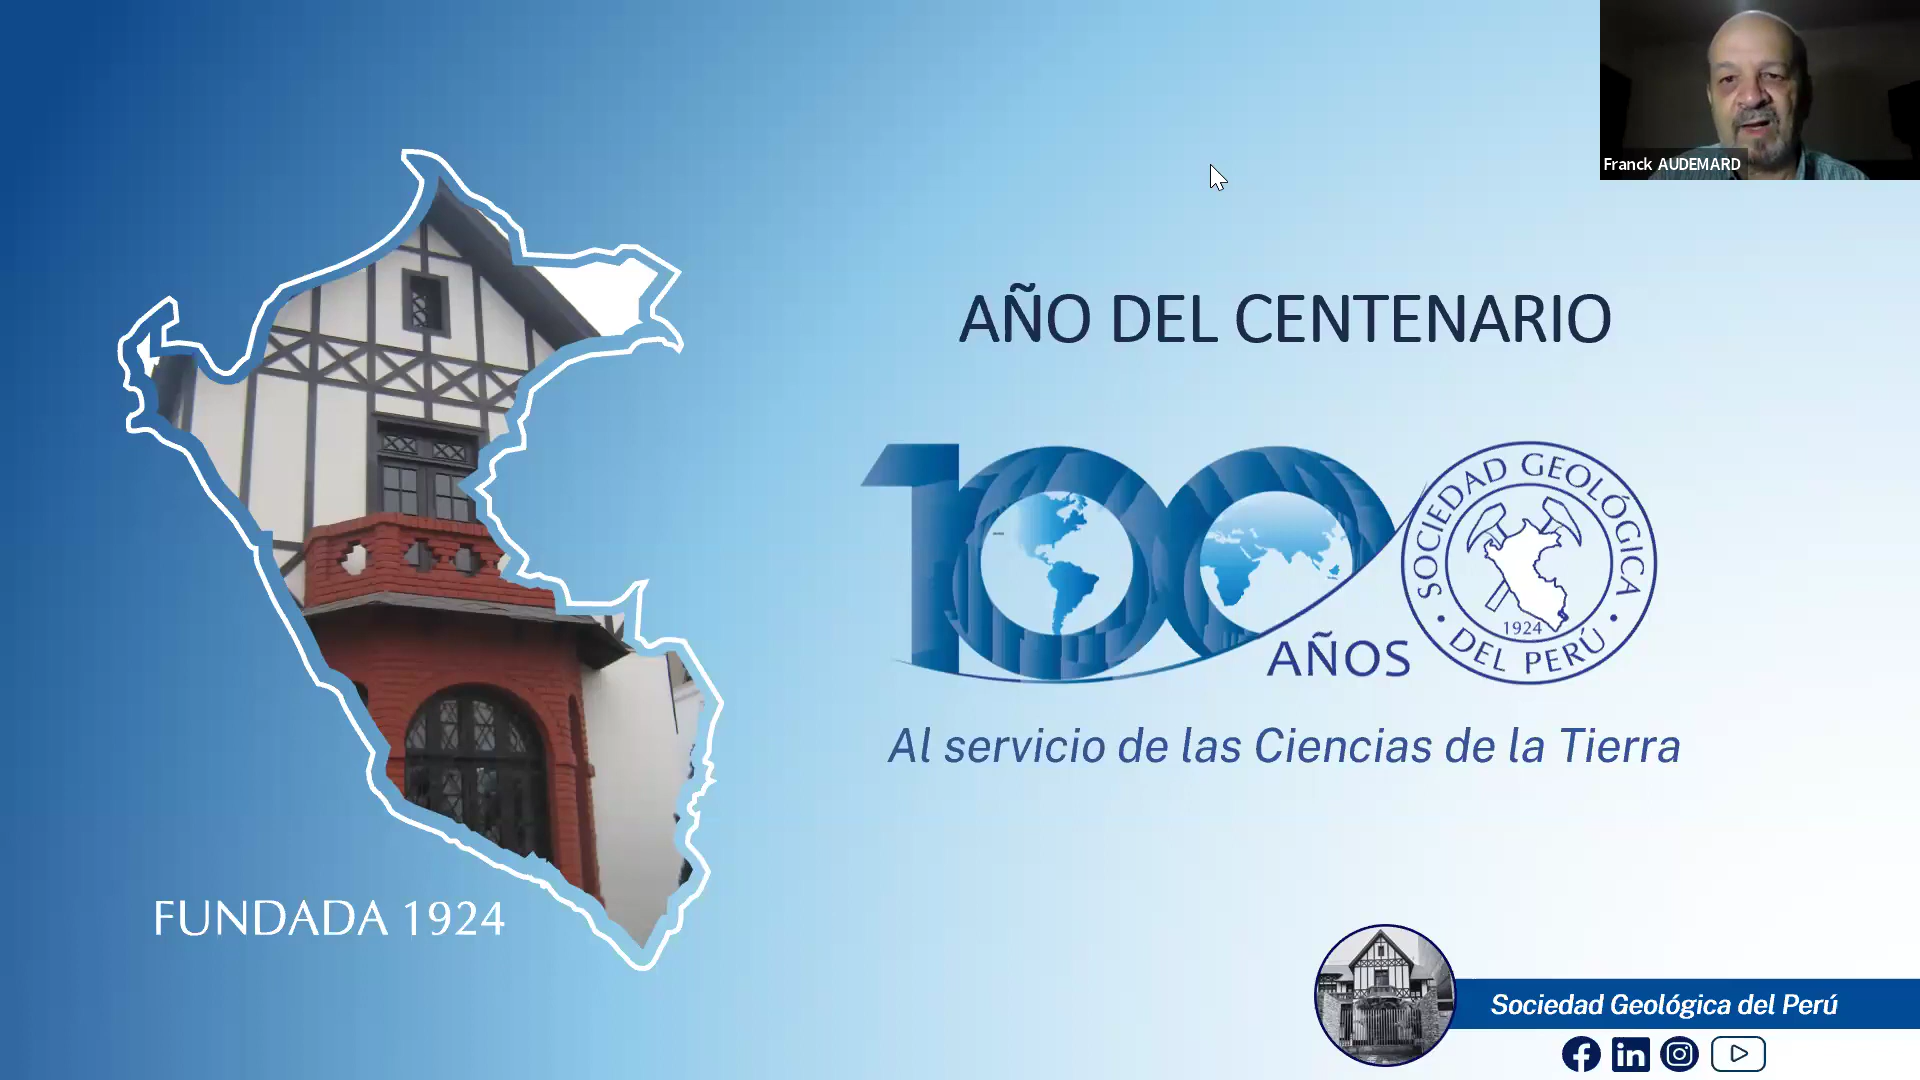 Franck AUDEMARD
AÑO DEL CENTENARIO
100
AÑOS
SOCIEDAD GEOLÓGICA
DEL PERÚ
1924
Al servicio de las Ciencias de la Tierra
FUNDADA 1924
Sociedad Geológica del Perú
in